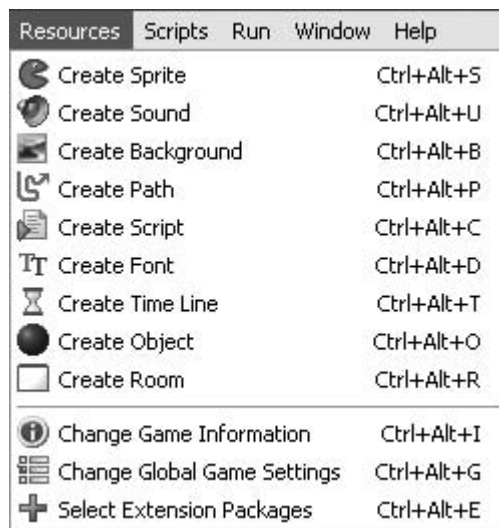 Resources Scripts Run Window Help
Create Sprite Ctrl+Alt+S
Create Sound Ctrl+Alt+U
Create Background Ctrl+Alt+B
Create Path Ctrl+Alt+P
Create Script Ctrl+Alt+C
TT Create Font Ctrl+Alt+D
Create Time Line Ctrl+Alt+T
Create Object Ctrl+Alt+O
Create Room Ctrl+Alt+R
Change Game Information Ctrl+Alt+I
Change Global Game Settings Ctrl+Alt+G
Select Extension Packages Ctrl+Alt+E